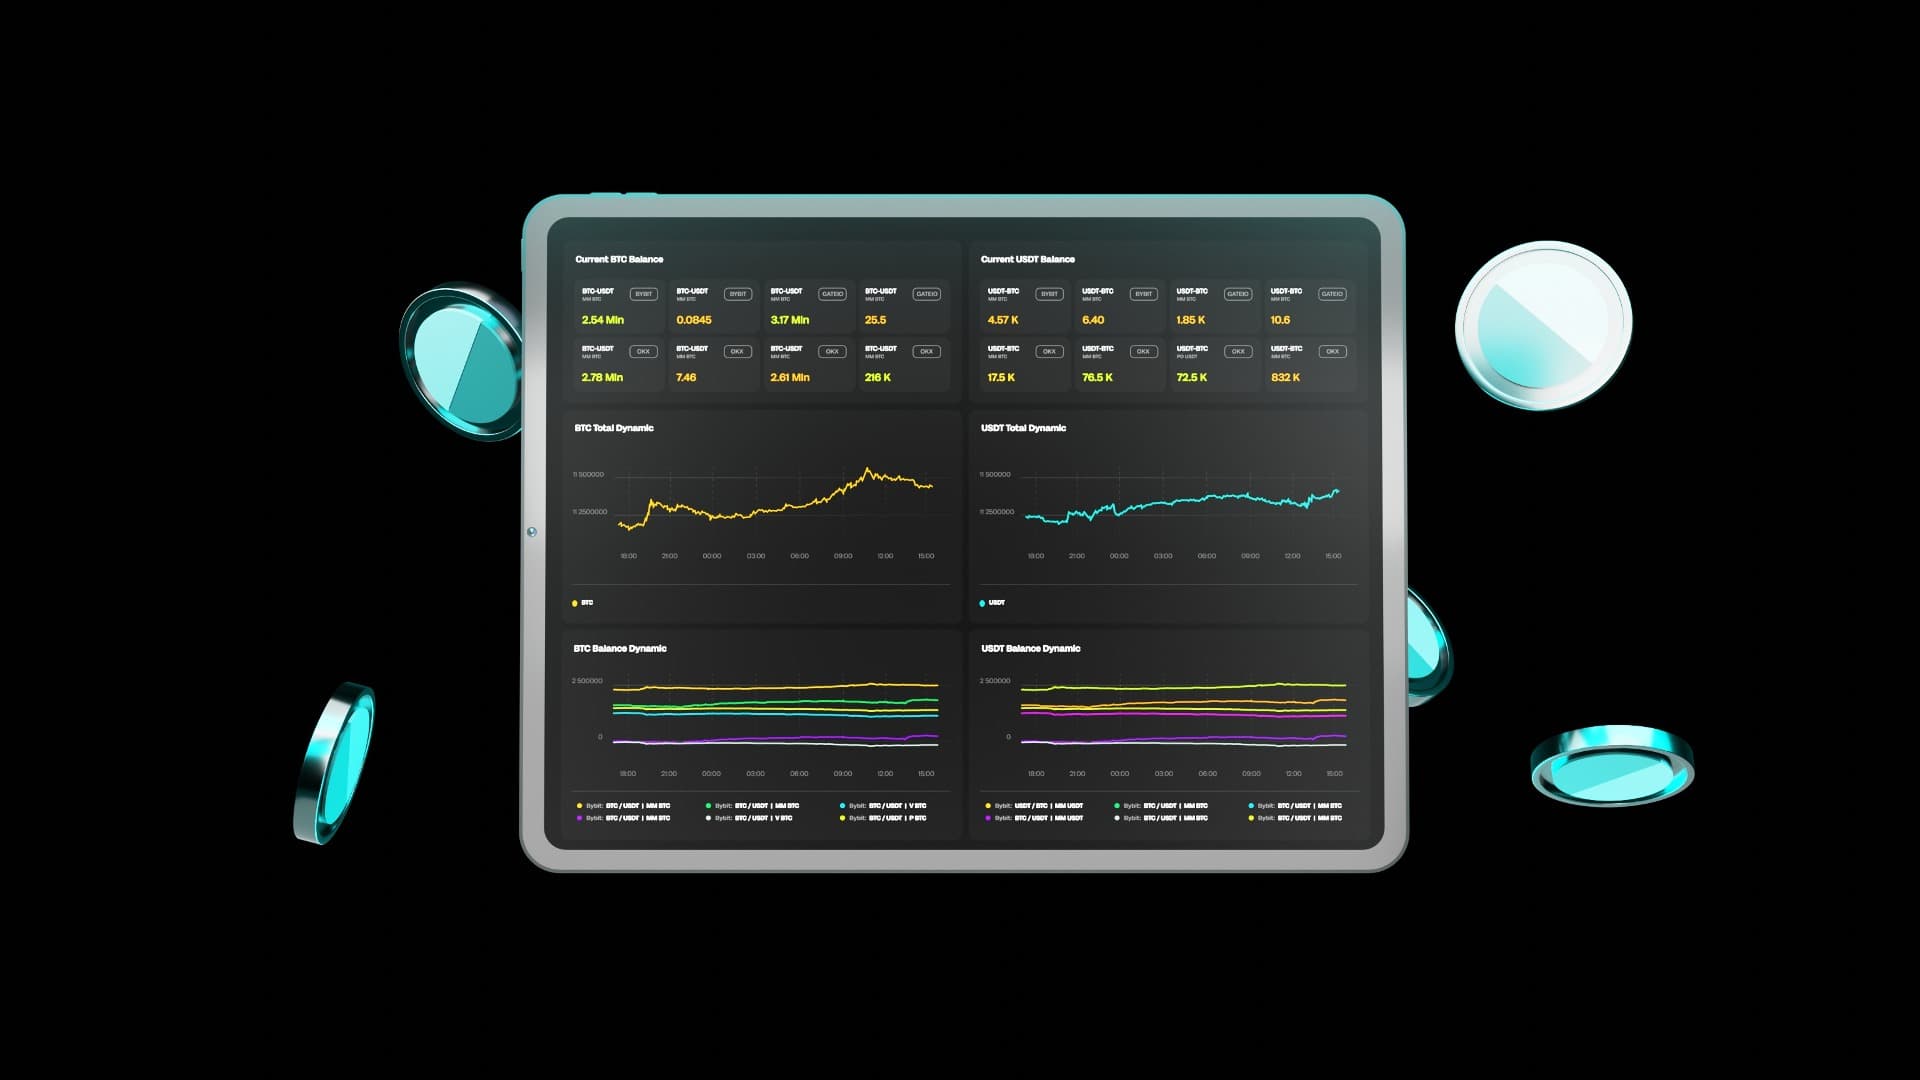 Current BTC Balance
BTC-USDT BYBIT BTC-USDT BYBIT BTC-USDT GATEIO BTC-USDT GATEIO
MM BTC MM BTC MM BTC MM BTC
2.54 Mln 0.0845 3.17 Mln 25.5
BTC-USDT OKX BTC-USDT OKX BTC-USDT OKX BTC-USDT OKX
MM BTC MM BTC MM BTC MM BTC
2.78 Mln 7.46 2.61 Mln 216 K
Current USDT Balance
USDT-BTC BYBIT USDT-BTC BYBIT USDT-BTC GATEIO USDT-BTC GATEIO
MM BTC MM BTC MM BTC MM BTC
4.57 K 6.40 1.85 K 10.6
USDT-BTC OKX USDT-BTC OKX USDT-BTC OKX USDT-BTC OKX
MM BTC MM BTC PO USDT MM BTC
17.5 K 76.5 K 72.5 K 832 K
BTC Total Dynamic
11 500000
11 2500000
18:00 21:00 00:00 03:00 06:00 09:00 12:00 15:00
BTC
USDT Total Dynamic
11 500000
11 2500000
18:00 21:00 00:00 03:00 06:00 09:00 12:00 15:00
USDT
BTC Balance Dynamic
2 500000
0
18:00 21:00 00:00 03:00 06:00 09:00 12:00 15:00
Bybit: BTC / USDT | MM BTC Bybit: BTC / USDT | MM BTC Bybit: BTC / USDT | V BTC
Bybit: BTC / USDT | MM BTC Bybit: BTC / USDT | V BTC Bybit: BTC / USDT | P BTC
USDT Balance Dynamic
2 500000
0
18:00 21:00 00:00 03:00 06:00 09:00 12:00 15:00
Bybit: USDT / BTC | MM USDT Bybit: BTC / USDT | MM BTC Bybit: BTC / USDT | MM BTC
Bybit: BTC / USDT | MM USDT Bybit: BTC / USDT | MM BTC Bybit: BTC / USDT | MM BTC